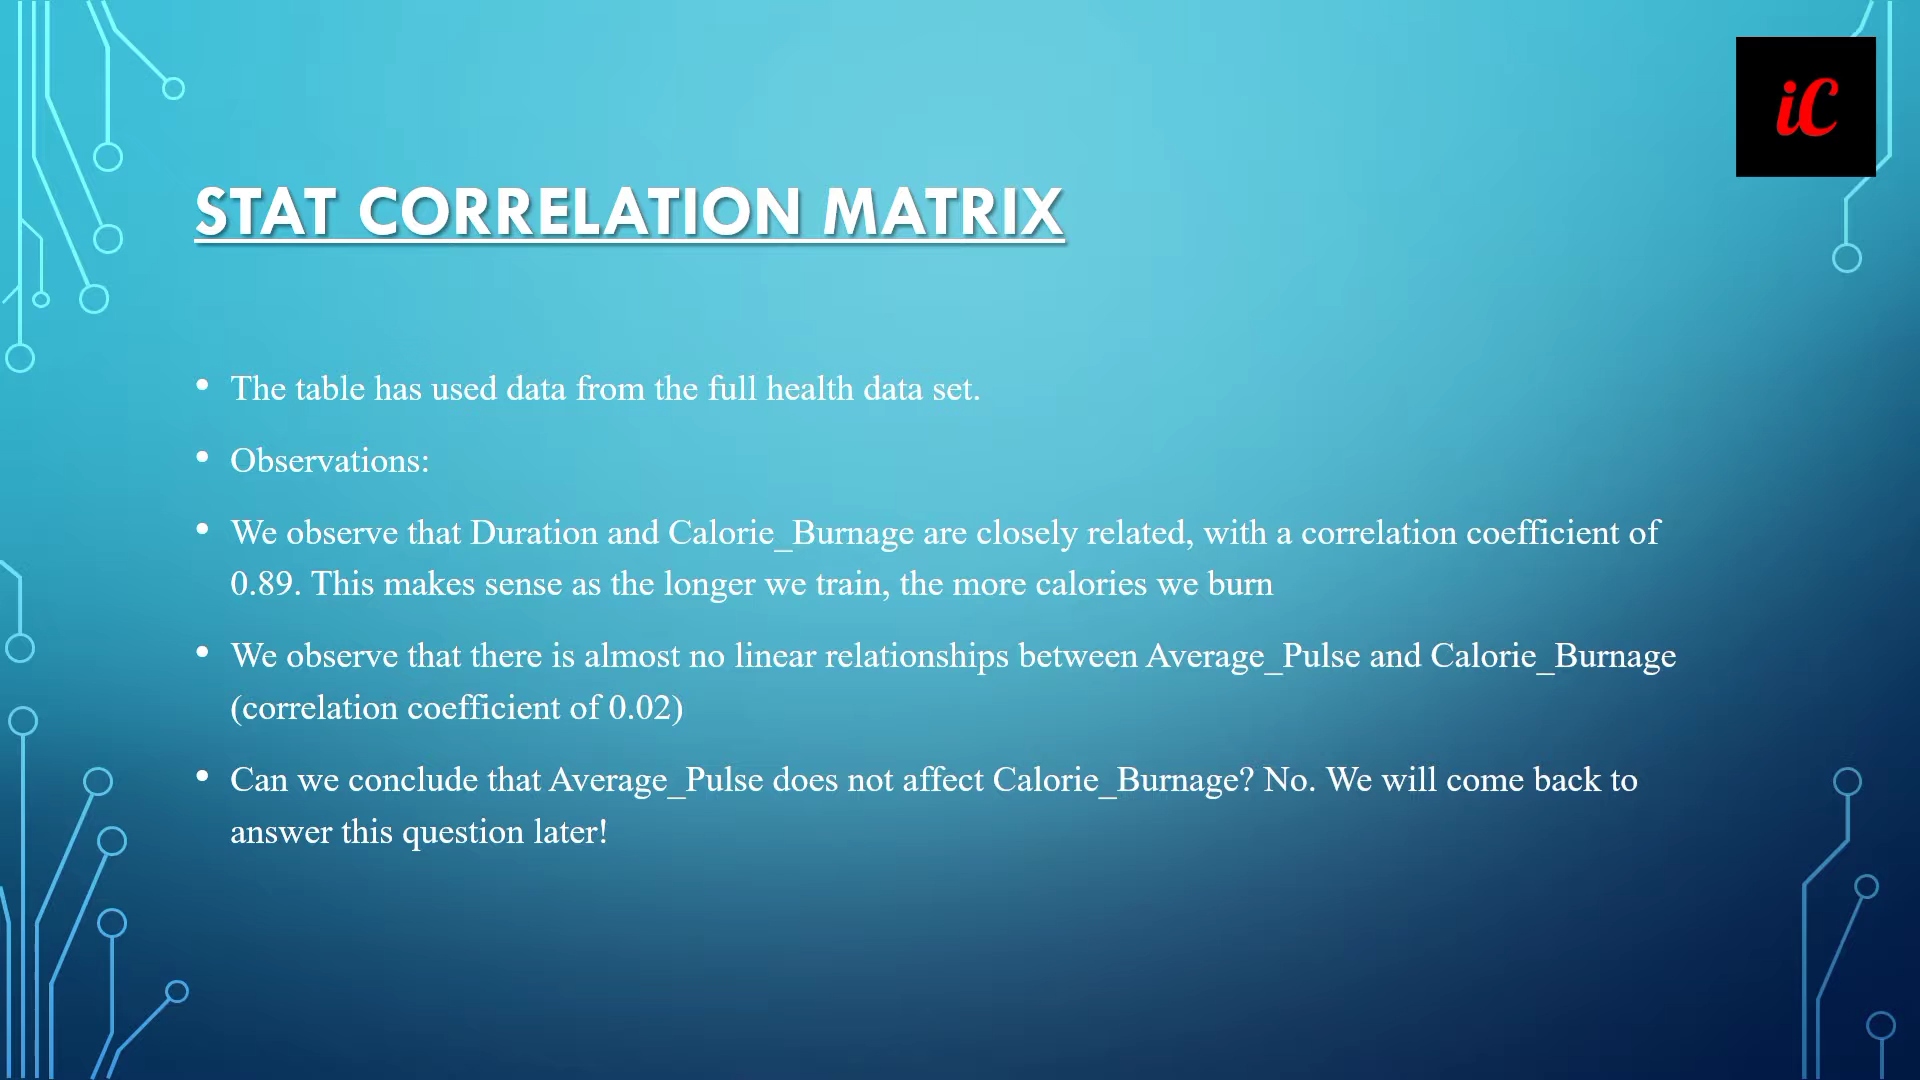 iC
STAT CORRELATION MATRIX
• The table has used data from the full health data set.
• Observations:
• We observe that Duration and Calorie_Burnage are closely related, with a correlation coefficient of
0.89. This makes sense as the longer we train, the more calories we burn
• We observe that there is almost no linear relationships between Average_Pulse and Calorie_Burnage
(correlation coefficient of 0.02)
• Can we conclude that Average_Pulse does not affect Calorie_Burnage? No. We will come back to
answer this question later!